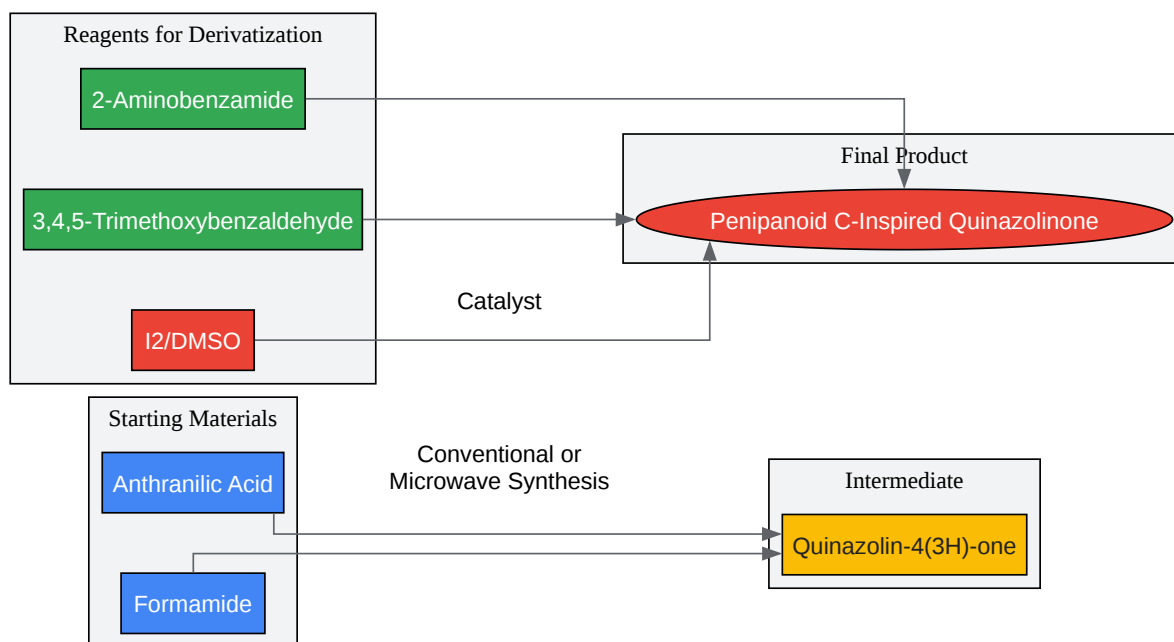 Reagents for Derivatization
2-Aminobenzamide
3,4,5-Trimethoxybenzaldehyde
I2/DMSO
Catalyst
Final Product
Penipanoid C-Inspired Quinazolinone
Starting Materials
Anthranilic Acid
Formamide
Conventional or
Microwave Synthesis
Intermediate
Quinazolin-4(3H)-one